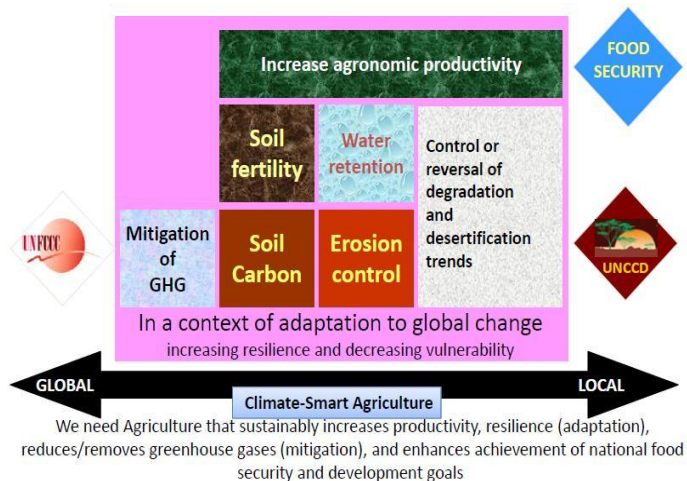 FOOD
SECURITY
Increase agronomic productivity
Soil
fertility
Water
retention
Control or
reversal of
degradation
and
desertification
trends
UNFCCC
Mitigation
of
GHG
Soil
Carbon
Erosion
control
UNCCD
In a context of adaptation to global change
increasing resilience and decreasing vulnerability
GLOBAL
LOCAL
Climate-Smart Agriculture
We need Agriculture that sustainably increases productivity, resilience (adaptation),
reduces/removes greenhouse gases (mitigation), and enhances achievement of national food
security and development goals